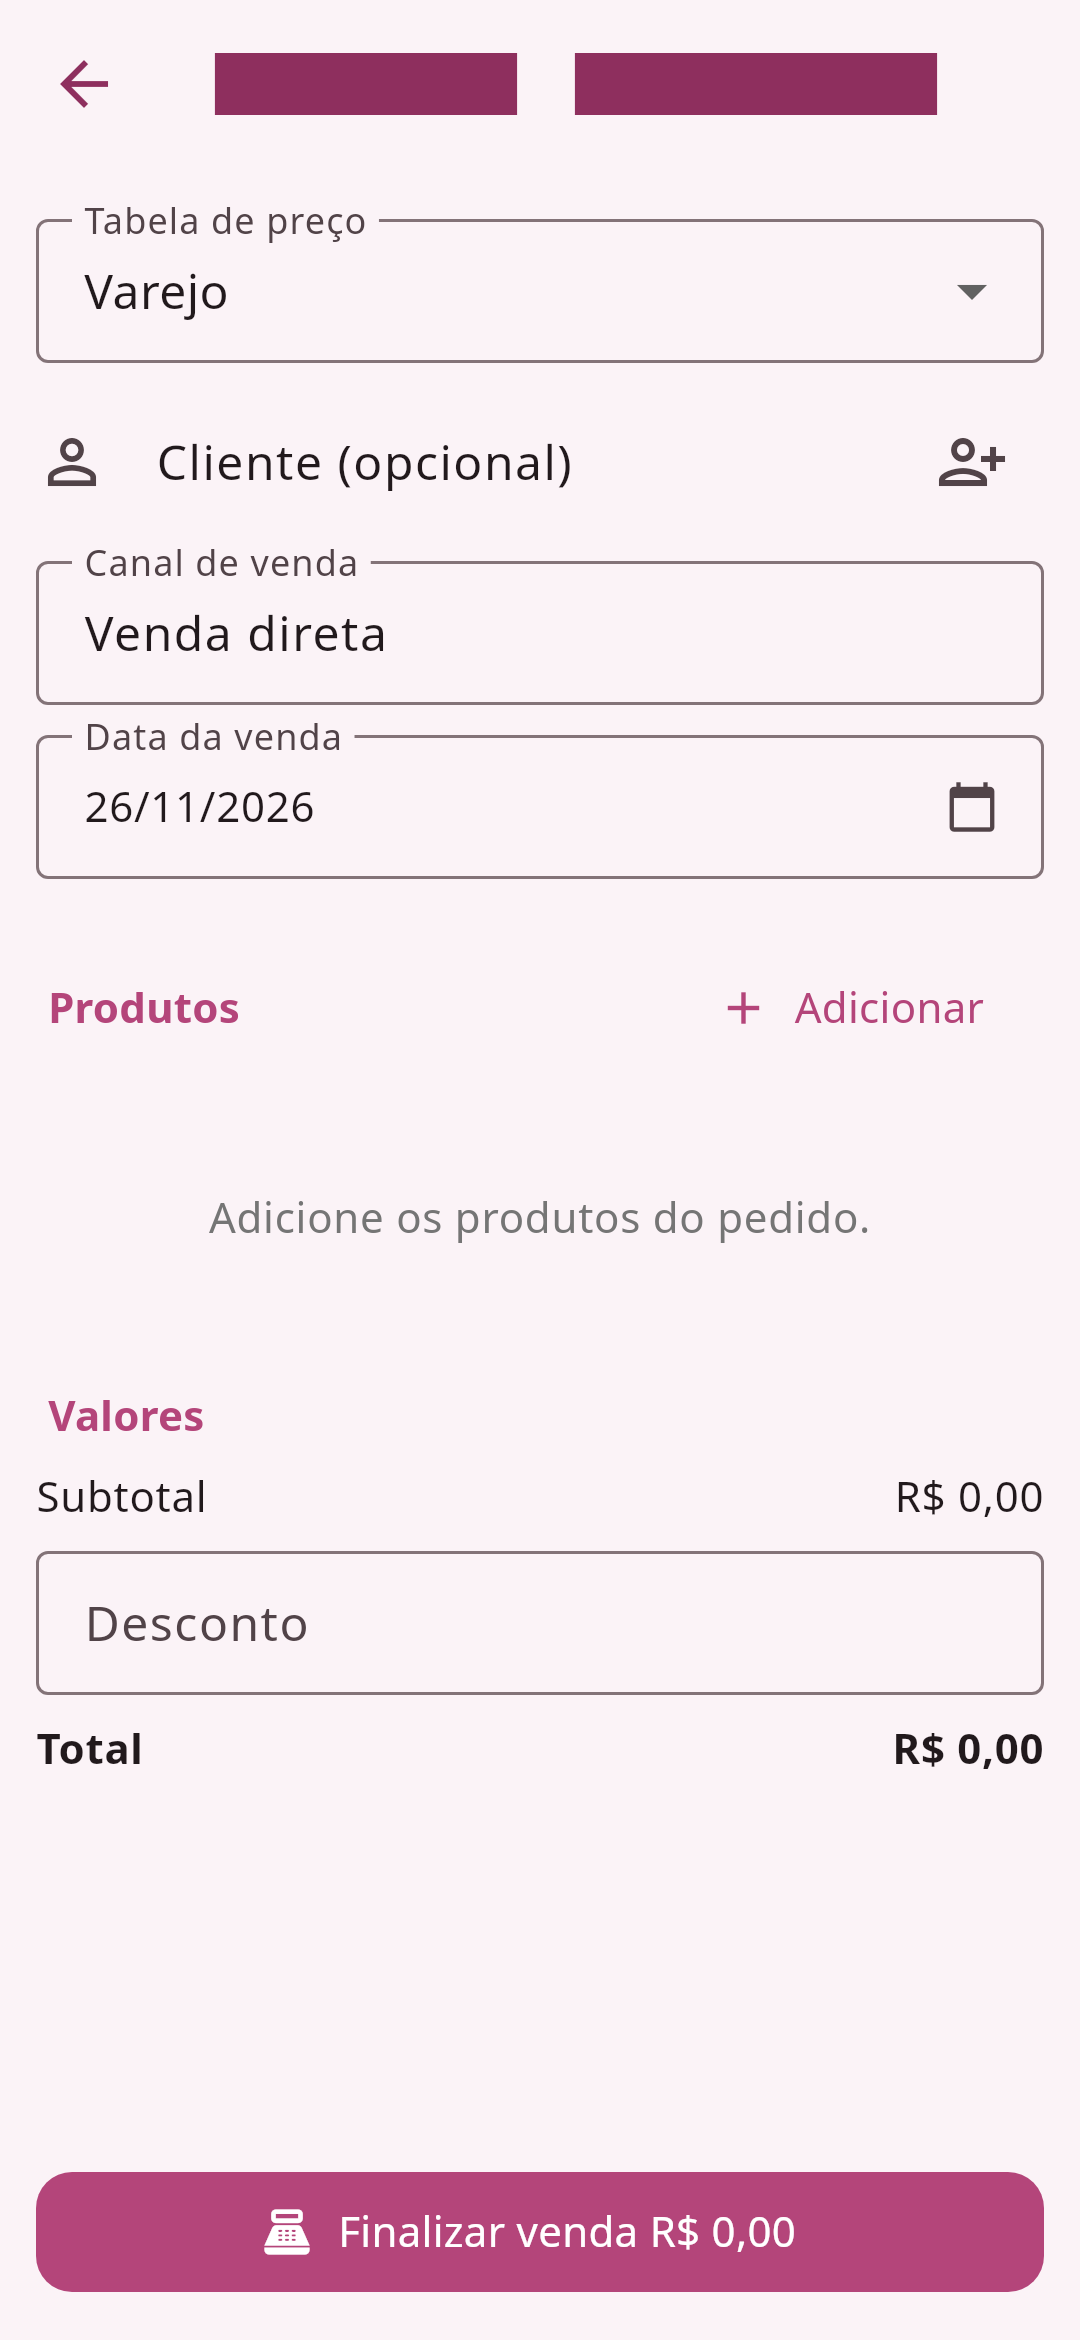 Tabela de preço
Varejo
Cliente (opcional)
Canal de venda
Venda direta
Data da venda
26/11/2026
Produtos
Adicionar
Adicione os produtos do pedido.
Valores
Subtotal R$ 0,00
Desconto
Total R$ 0,00
Finalizar venda R$ 0,00